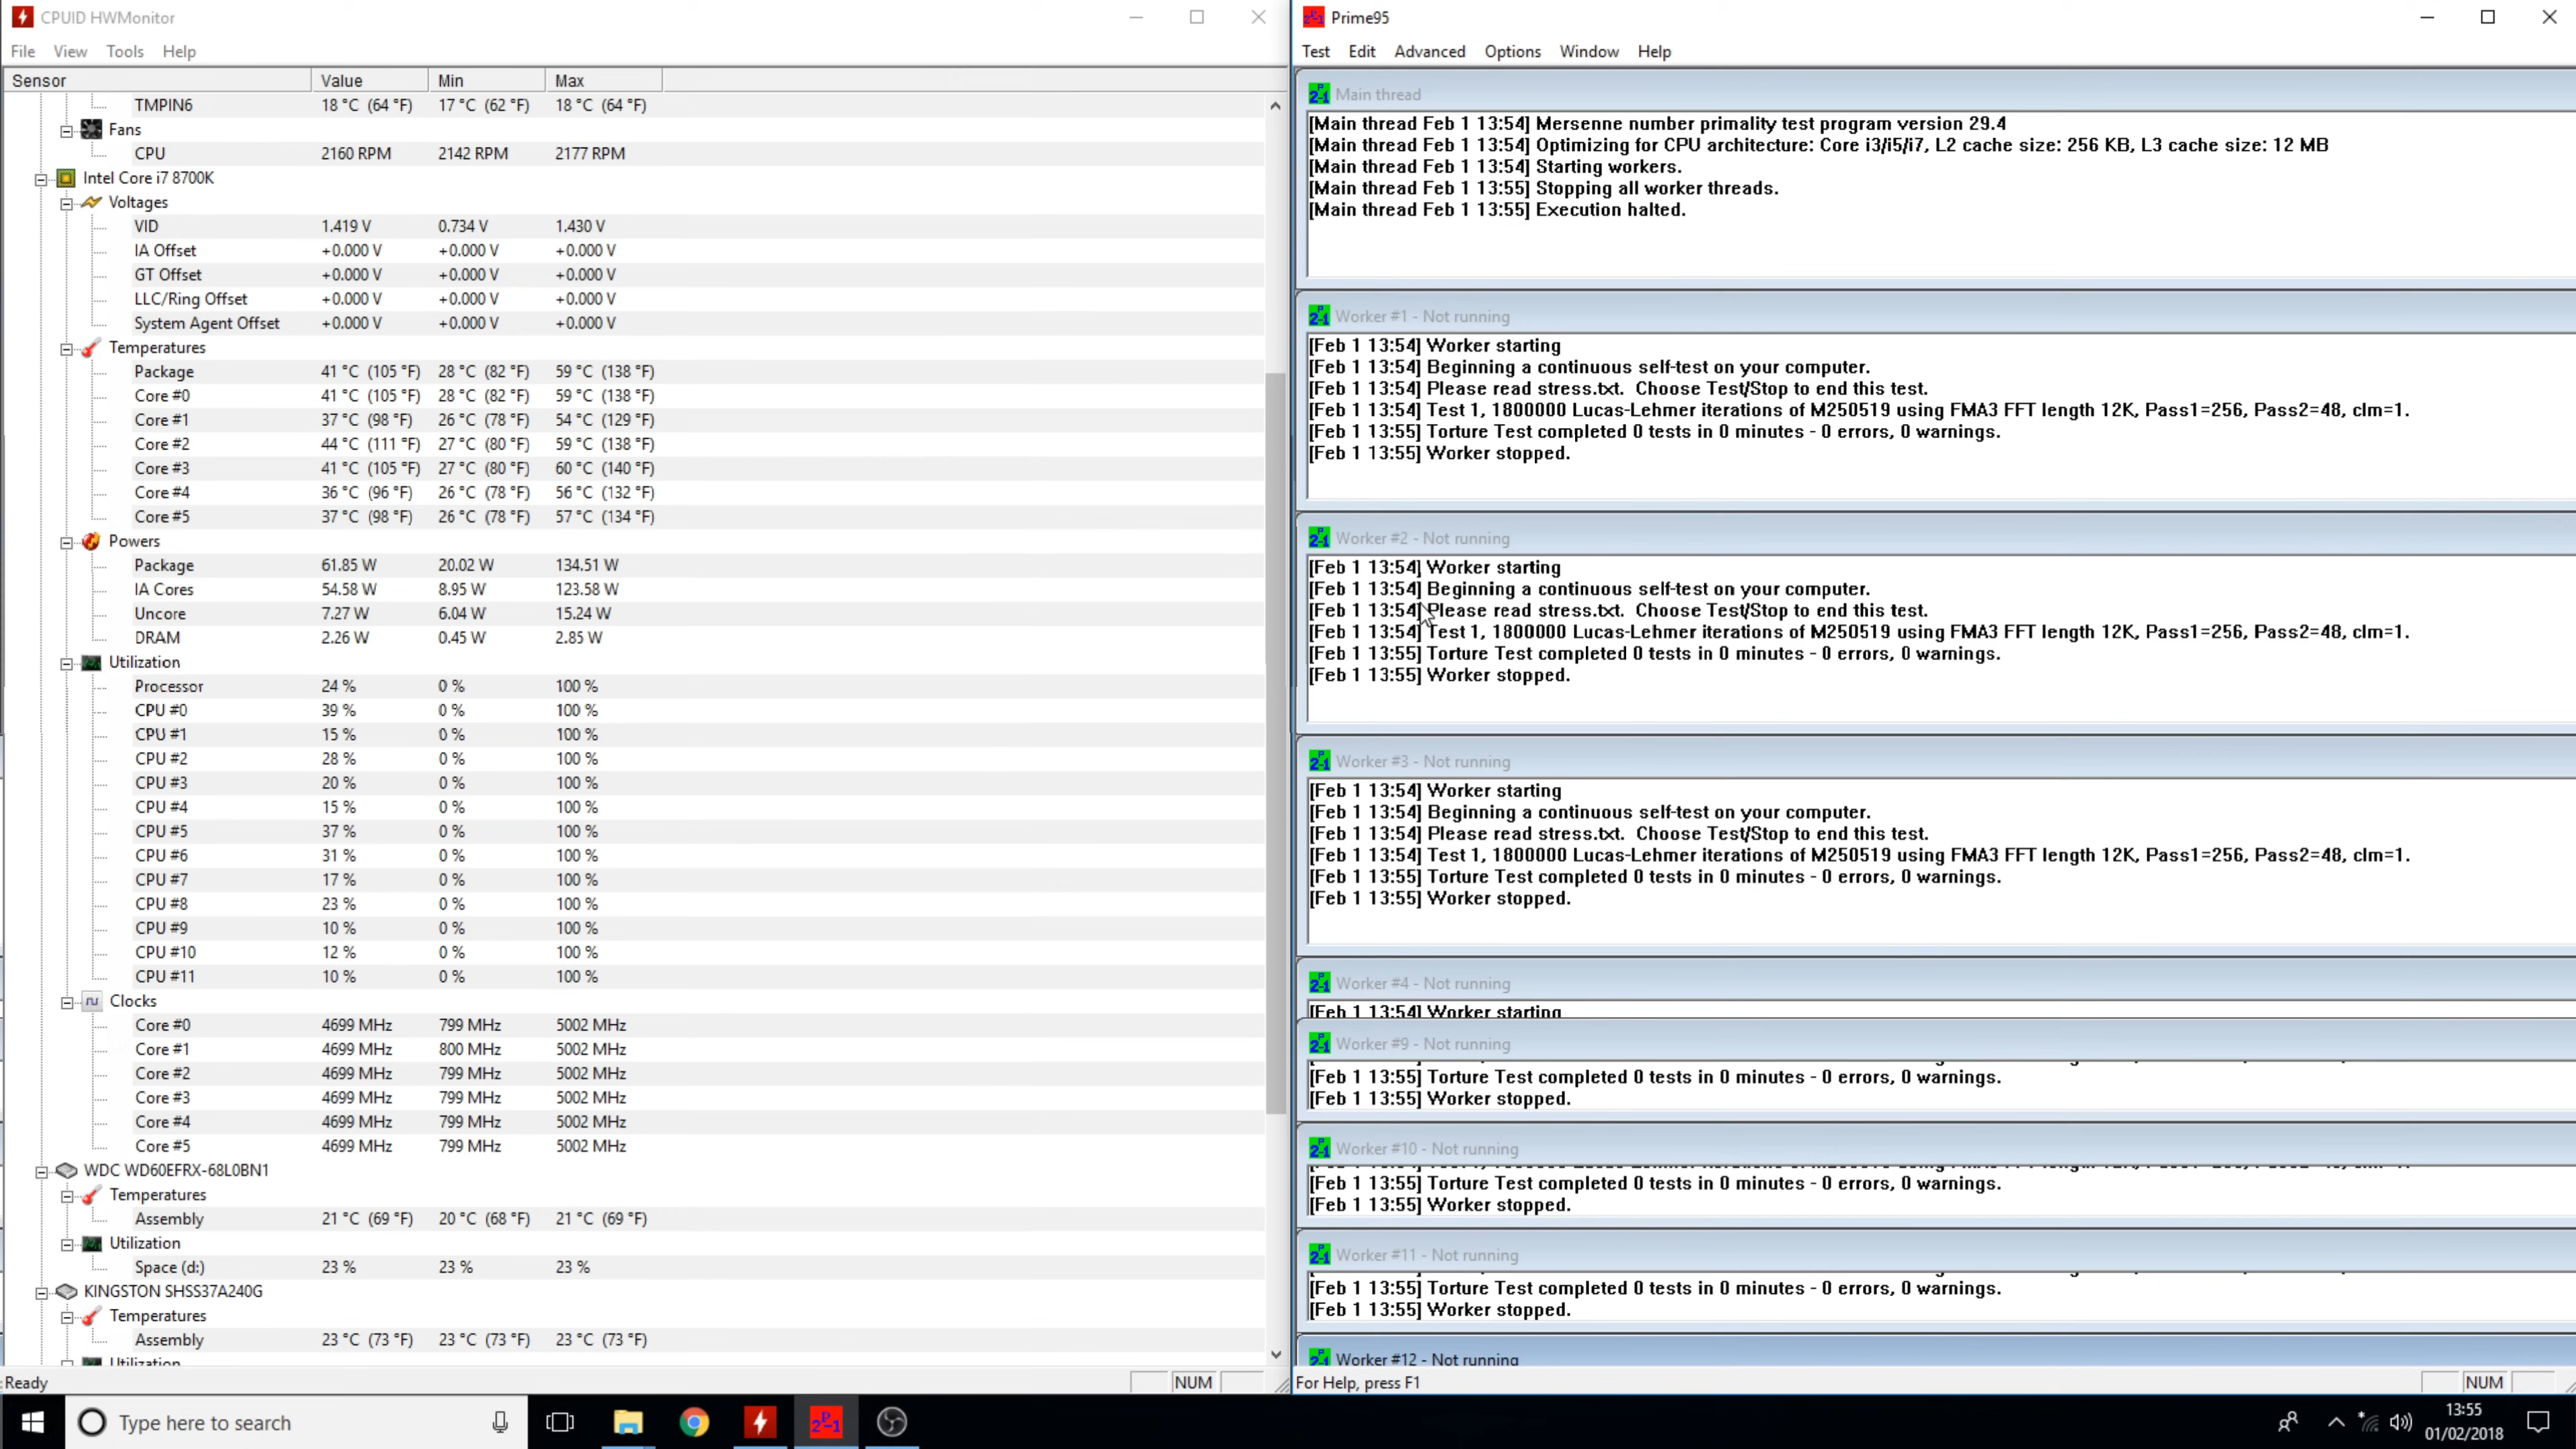 CPUID HWMonitor
File View Tools Help
Sensor Value Min Max
TMPIN6 18 °C (64 °F) 17 °C (62 °F) 18 °C (64 °F)
Fans
CPU 2160 RPM 2142 RPM 2177 RPM
Intel Core i7 8700K
Voltages
VID 1.419 V 0.734 V 1.430 V
IA Offset +0.000 V +0.000 V +0.000 V
GT Offset +0.000 V +0.000 V +0.000 V
LLC/Ring Offset +0.000 V +0.000 V +0.000 V
System Agent Offset +0.000 V +0.000 V +0.000 V
Temperatures
Package 41 °C (105 °F) 28 °C (82 °F) 59 °C (138 °F)
Core #0 41 °C (105 °F) 28 °C (82 °F) 59 °C (138 °F)
Core #1 37 °C (98 °F) 26 °C (78 °F) 54 °C (129 °F)
Core #2 44 °C (111 °F) 27 °C (80 °F) 59 °C (138 °F)
Core #3 41 °C (105 °F) 27 °C (80 °F) 60 °C (140 °F)
Core #4 36 °C (96 °F) 26 °C (78 °F) 56 °C (132 °F)
Core #5 37 °C (98 °F) 26 °C (78 °F) 57 °C (134 °F)
Powers
Package 61.85 W 20.02 W 134.51 W
IA Cores 54.58 W 8.95 W 123.58 W
Uncore 7.27 W 6.04 W 15.24 W
DRAM 2.26 W 0.45 W 2.85 W
Utilization
Processor 24 % 0 % 100 %
CPU #0 39 % 0 % 100 %
CPU #1 15 % 0 % 100 %
CPU #2 28 % 0 % 100 %
CPU #3 20 % 0 % 100 %
CPU #4 15 % 0 % 100 %
CPU #5 37 % 0 % 100 %
CPU #6 31 % 0 % 100 %
CPU #7 17 % 0 % 100 %
CPU #8 23 % 0 % 100 %
CPU #9 10 % 0 % 100 %
CPU #10 12 % 0 % 100 %
CPU #11 10 % 0 % 100 %
Clocks
Core #0 4699 MHz 799 MHz 5002 MHz
Core #1 4699 MHz 800 MHz 5002 MHz
Core #2 4699 MHz 799 MHz 5002 MHz
Core #3 4699 MHz 799 MHz 5002 MHz
Core #4 4699 MHz 799 MHz 5002 MHz
Core #5 4699 MHz 799 MHz 5002 MHz
WDC WD60EFRX-68L0BN1
Temperatures
Assembly 21 °C (69 °F) 20 °C (68 °F) 21 °C (69 °F)
Utilization
Space (d:) 23 % 23 % 23 %
KINGSTON SHSS37A240G
Temperatures
Assembly 23 °C (73 °F) 23 °C (73 °F) 23 °C (73 °F)
Utilization
Ready NUM
Prime95
Test Edit Advanced Options Window Help
Main thread
[Main thread Feb 1 13:54] Mersenne number primality test program version 29.4
[Main thread Feb 1 13:54] Optimizing for CPU architecture: Core i3/i5/i7, L2 cache size: 256 KB, L3 cache size: 12 MB
[Main thread Feb 1 13:54] Starting workers.
[Main thread Feb 1 13:55] Stopping all worker threads.
[Main thread Feb 1 13:55] Execution halted.
Worker #1 - Not running
[Feb 1 13:54] Worker starting
[Feb 1 13:54] Beginning a continuous self-test on your computer.
[Feb 1 13:54] Please read stress.txt. Choose Test/Stop to end this test.
[Feb 1 13:54] Test 1, 1800000 Lucas-Lehmer iterations of M250519 using FMA3 FFT length 12K, Pass1=256, Pass2=48, clm=1.
[Feb 1 13:55] Torture Test completed 0 tests in 0 minutes - 0 errors, 0 warnings.
[Feb 1 13:55] Worker stopped.
Worker #2 - Not running
[Feb 1 13:54] Worker starting
[Feb 1 13:54] Beginning a continuous self-test on your computer.
[Feb 1 13:54] Please read stress.txt. Choose Test/Stop to end this test.
[Feb 1 13:54] Test 1, 1800000 Lucas-Lehmer iterations of M250519 using FMA3 FFT length 12K, Pass1=256, Pass2=48, clm=1.
[Feb 1 13:55] Torture Test completed 0 tests in 0 minutes - 0 errors, 0 warnings.
[Feb 1 13:55] Worker stopped.
Worker #3 - Not running
[Feb 1 13:54] Worker starting
[Feb 1 13:54] Beginning a continuous self-test on your computer.
[Feb 1 13:54] Please read stress.txt. Choose Test/Stop to end this test.
[Feb 1 13:54] Test 1, 1800000 Lucas-Lehmer iterations of M250519 using FMA3 FFT length 12K, Pass1=256, Pass2=48, clm=1.
[Feb 1 13:55] Torture Test completed 0 tests in 0 minutes - 0 errors, 0 warnings.
[Feb 1 13:55] Worker stopped.
Worker #4 - Not running
[Feb 1 13:54] Worker starting
Worker #9 - Not running
[Feb 1 13:55] Torture Test completed 0 tests in 0 minutes - 0 errors, 0 warnings.
[Feb 1 13:55] Worker stopped.
Worker #10 - Not running
[Feb 1 13:55] Torture Test completed 0 tests in 0 minutes - 0 errors, 0 warnings.
[Feb 1 13:55] Worker stopped.
Worker #11 - Not running
[Feb 1 13:55] Torture Test completed 0 tests in 0 minutes - 0 errors, 0 warnings.
[Feb 1 13:55] Worker stopped.
Worker #12 - Not running
For Help, press F1 NUM
Type here to search
13:55
01/02/2018